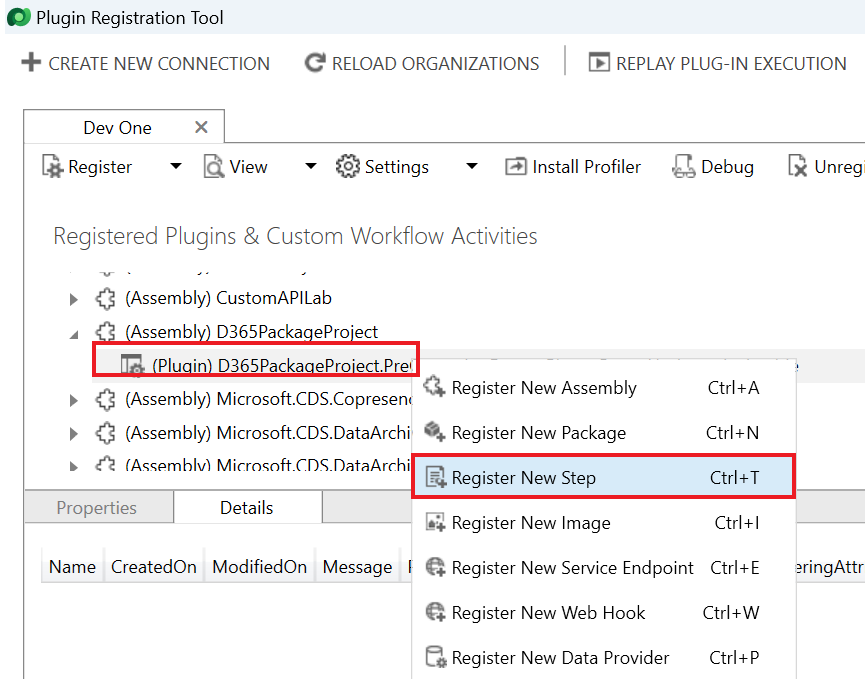 Plugin Registration Tool
CREATE NEW CONNECTION RELOAD ORGANIZATIONS REPLAY PLUG-IN EXECUTION
Dev One
Register View Settings Install Profiler Debug Unregi
Registered Plugins & Custom Workflow Activities
(Assembly) CustomAPILab
(Assembly) D365PackageProject
(Plugin) D365PackageProject.Pre
(Assembly) Microsoft.CDS.Copresenc
(Assembly) Microsoft.CDS.DataArchi
(Assembly) Microsoft.CDS.DataArchi
Register New Assembly Ctrl+A
Register New Package Ctrl+N
Register New Step Ctrl+T
Register New Image Ctrl+I
Register New Service Endpoint Ctrl+E
Register New Web Hook Ctrl+W
Register New Data Provider Ctrl+P
Properties Details
Name CreatedOn ModifiedOn Message eringAttr